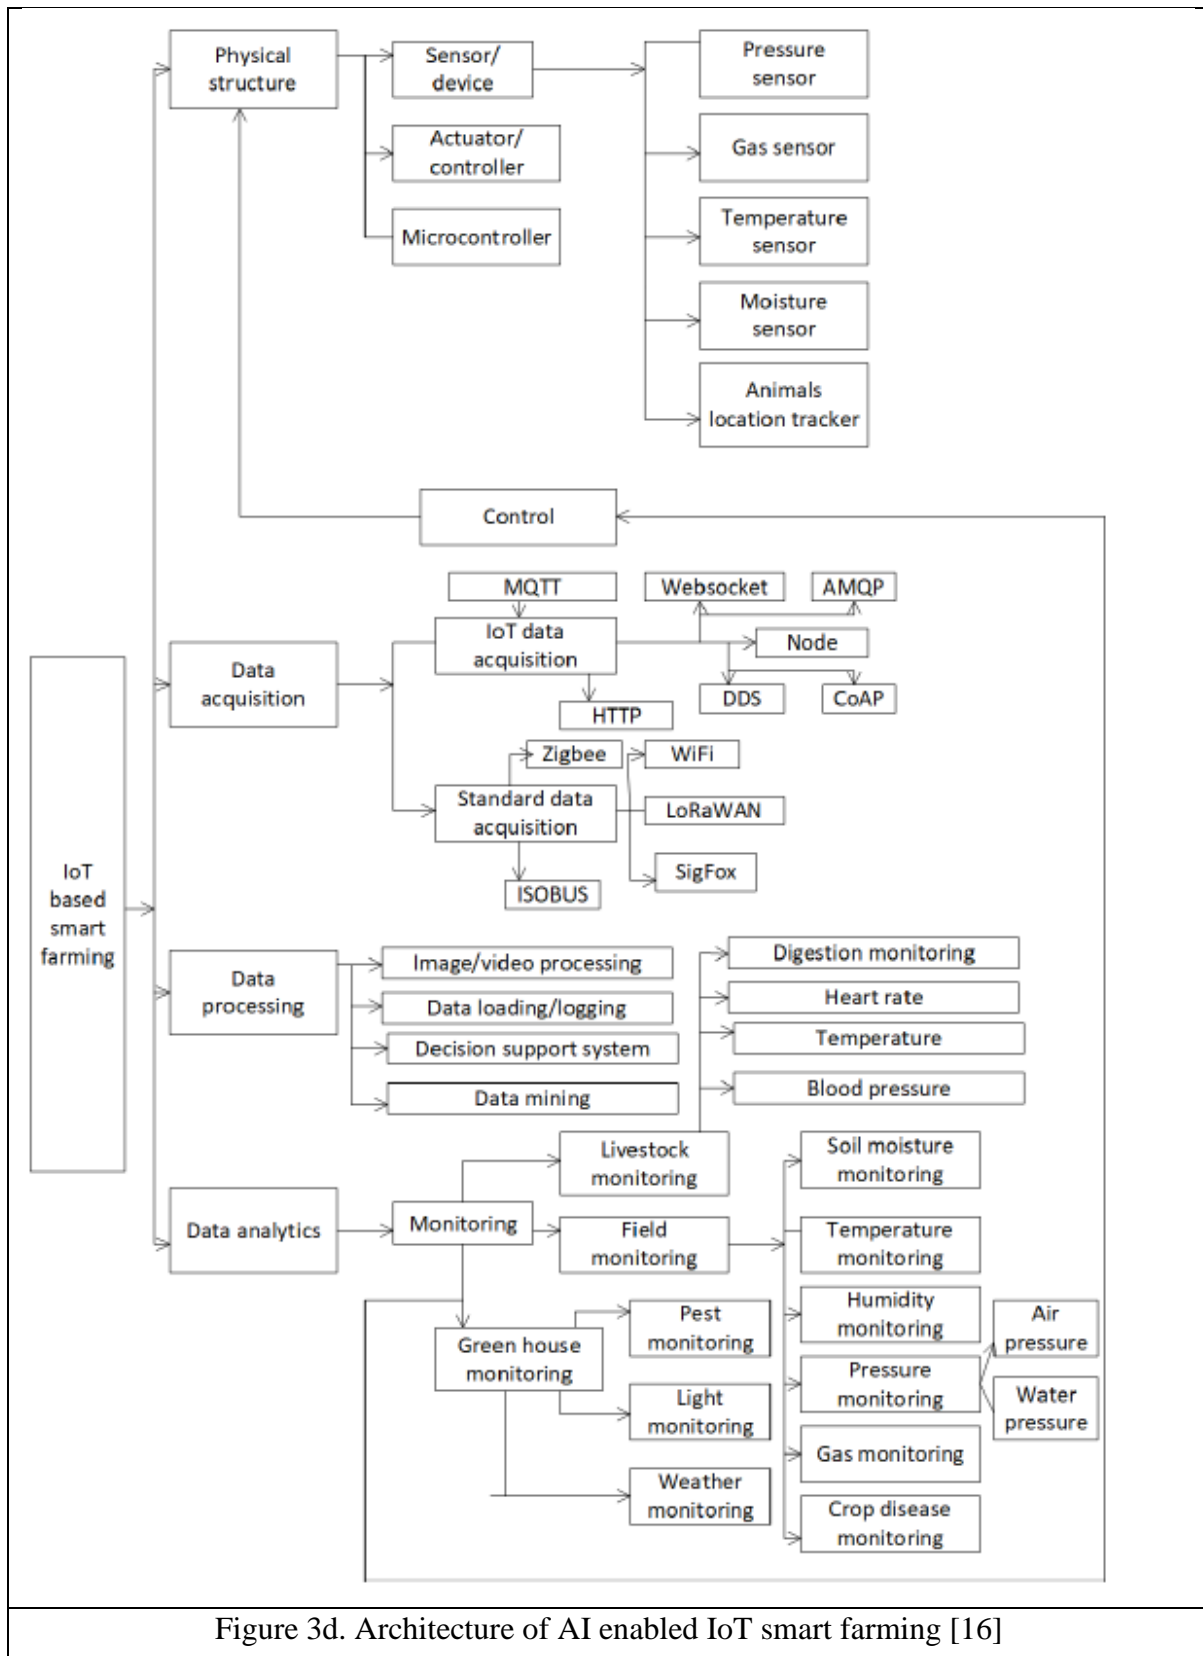 Physical
structure
Sensor/
device
Pressure
sensor
Actuator/
controller
Gas sensor
Microcontroller
Temperature
sensor
Moisture
sensor
Animals
location tracker
Control
MQTT
Websocket
AMQP
IoT data
acquisition
Node
Data
acquisition
DDS
CoAP
HTTP
Zigbee
WiFi
Standard data
acquisition
LoRaWAN
SigFox
ISOBUS
IoT
based
smart
farming
Data
processing
Image/video processing
Data loading/logging
Decision support system
Data mining
Digestion monitoring
Heart rate
Temperature
Blood pressure
Livestock
monitoring
Soil moisture
monitoring
Data analytics
Monitoring
Field
monitoring
Temperature
monitoring
Humidity
monitoring
Air
pressure
Green house
monitoring
Pest
monitoring
Pressure
monitoring
Water
pressure
Light
monitoring
Gas monitoring
Weather
monitoring
Crop disease
monitoring
Figure 3d. Architecture of AI enabled IoT smart farming [16]